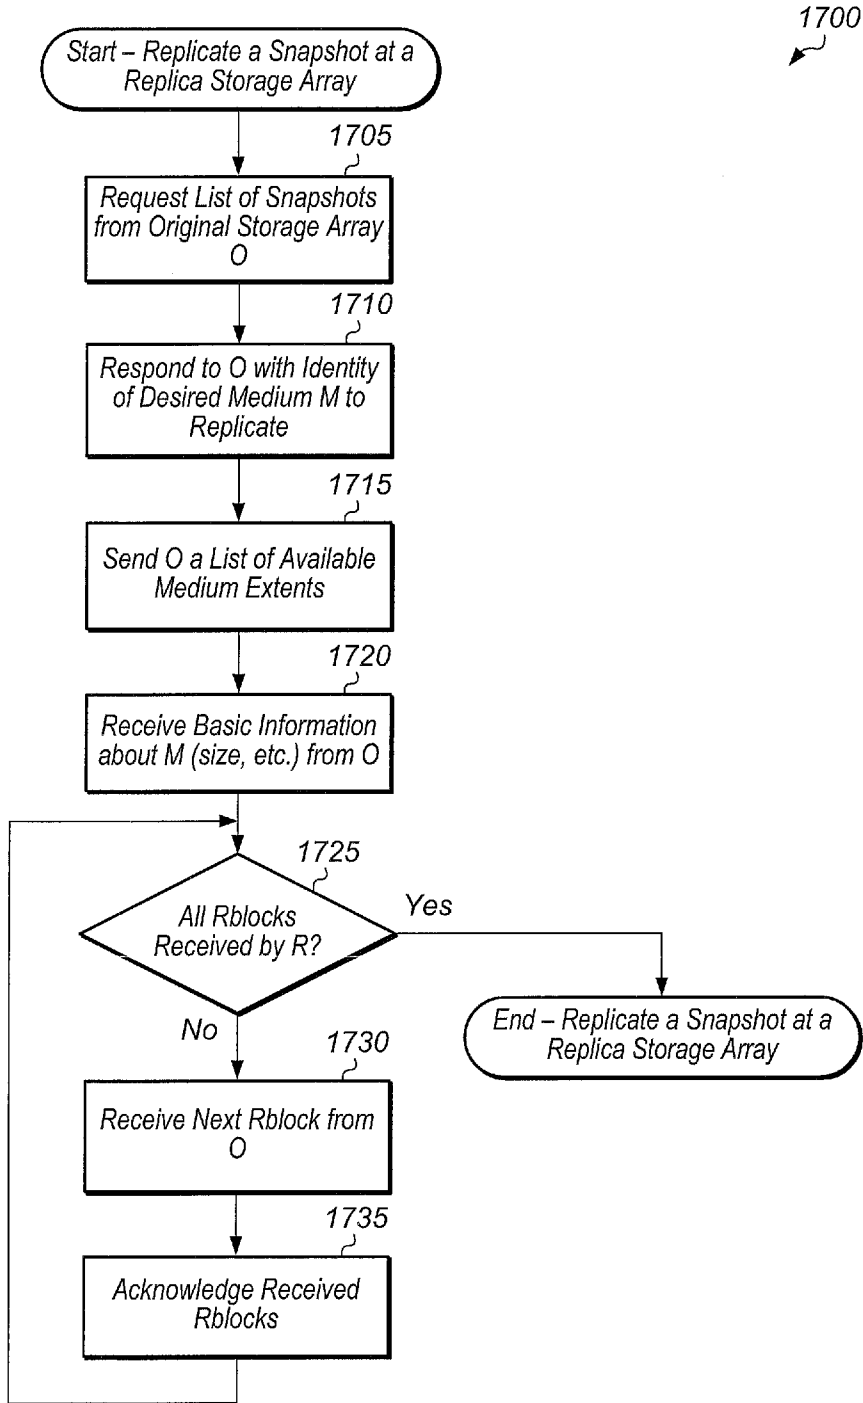 1700
Start – Replicate a Snapshot at a
Replica Storage Array
1705
Request List of Snapshots
from Original Storage Array
O
1710
Respond to O with Identity
of Desired Medium M to
Replicate
1715
Send O a List of Available
Medium Extents
1720
Receive Basic Information
about M (size, etc.) from O
1725
All Rblocks
Received by R?
Yes
No
End – Replicate a Snapshot at a
Replica Storage Array
1730
Receive Next Rblock from
O
1735
Acknowledge Received
Rblocks